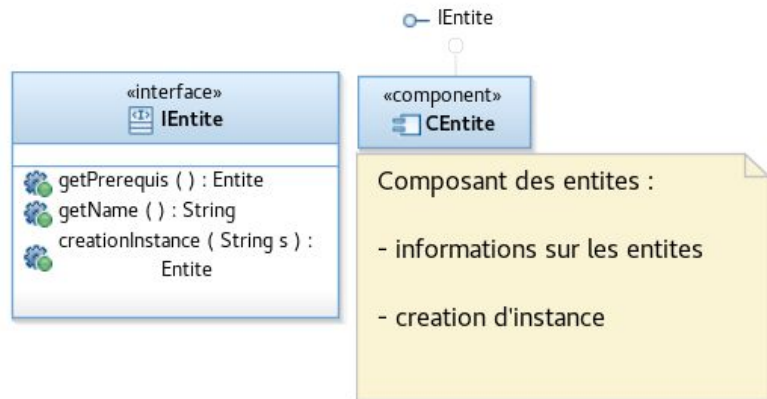 IEntite
«interface»
IEntite
getPrerequis ( ) : Entite
getName ( ) : String
creationInstance ( String s ) :
Entite
«component»
CEntite
Composant des entites :
- informations sur les entites
- creation d'instance